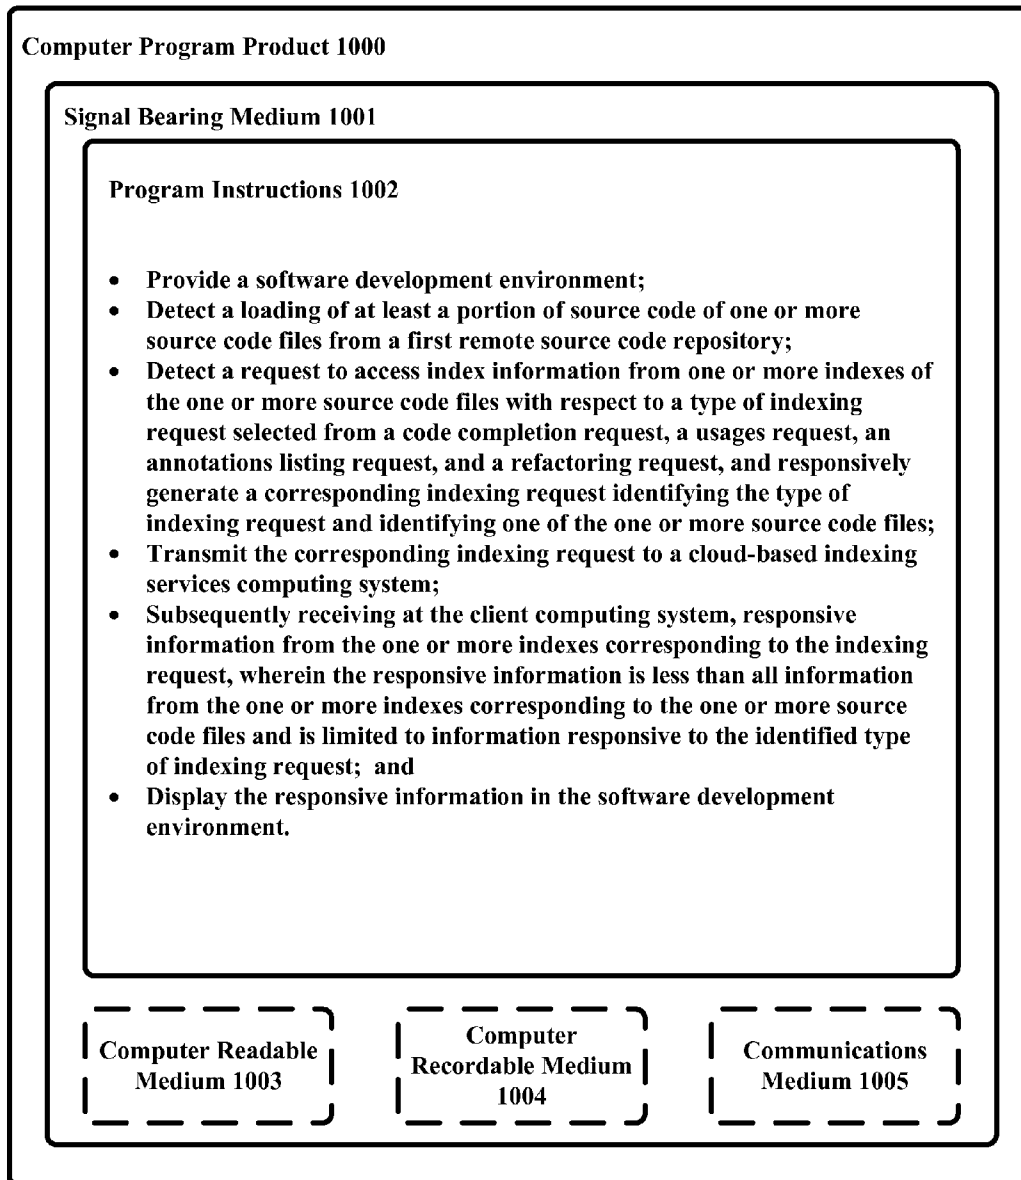 Computer Program Product 1000
Signal Bearing Medium 1001
Program Instructions 1002
• Provide a software development environment;
• Detect a loading of at least a portion of source code of one or more
source code files from a first remote source code repository;
• Detect a request to access index information from one or more indexes of
the one or more source code files with respect to a type of indexing
request selected from a code completion request, a usages request, an
annotations listing request, and a refactoring request, and responsively
generate a corresponding indexing request identifying the type of
indexing request and identifying one of the one or more source code files;
• Transmit the corresponding indexing request to a cloud-based indexing
services computing system;
• Subsequently receiving at the client computing system, responsive
information from the one or more indexes corresponding to the indexing
request, wherein the responsive information is less than all information
from the one or more indexes corresponding to the one or more source
code files and is limited to information responsive to the identified type
of indexing request;  and
• Display the responsive information in the software development
environment.
Computer Readable
Medium 1003
Computer
Recordable Medium
1004
Communications
Medium 1005